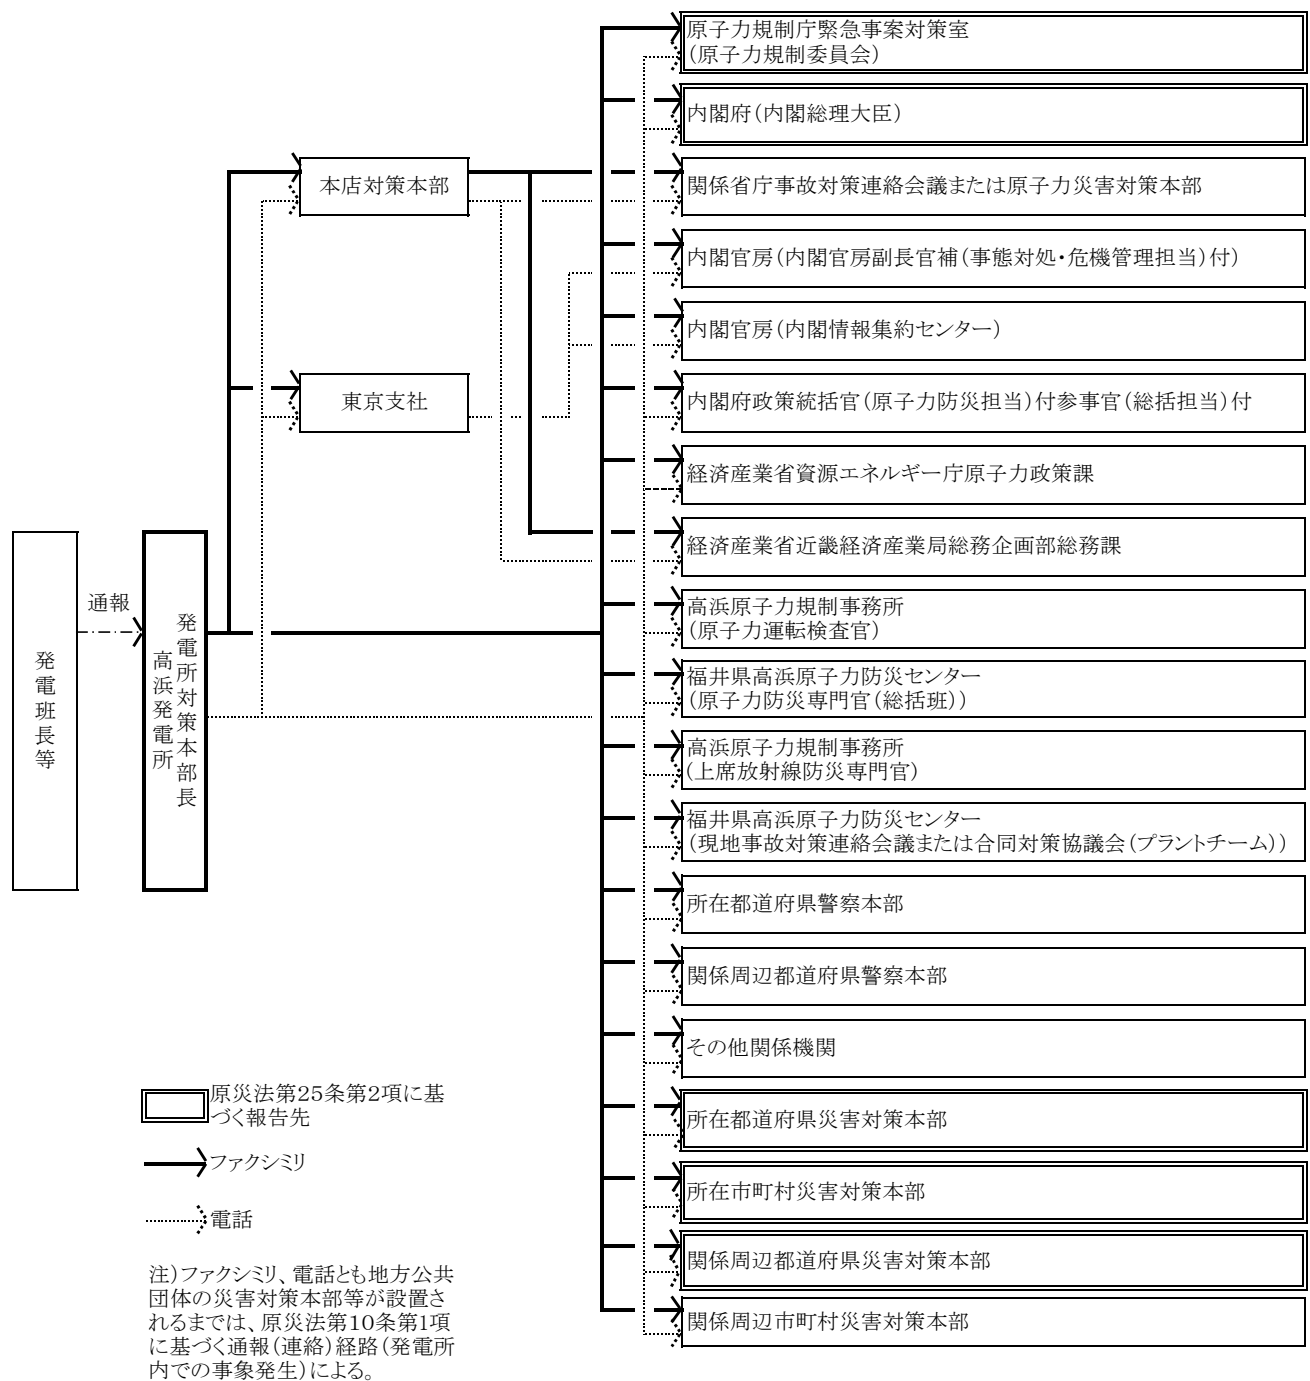 原子力規制庁緊急事案対策室
（原子力規制委員会）
内閣府（内閣総理大臣）
本店対策本部
関係省庁事故対策連絡会議または原子力災害対策本部
内閣官房（内閣官房副長官補（事態対処・危機管理担当）付）
内閣官房（内閣情報集約センター）
東京支社
内閣府政策統括官（原子力防災担当）付参事官（総括担当）付
経済産業省資源エネルギー庁原子力政策課
経済産業省近畿経済産業局総務企画部総務課
発電班長等
通報
発電所対策本部長
高浜発電所
高浜原子力規制事務所
（原子力運転検査官）
福井県高浜原子力防災センター
（原子力防災専門官（総括班））
高浜原子力規制事務所
（上席放射線防災専門官）
福井県高浜原子力防災センター
（現地事故対策連絡会議または合同対策協議会（プラントチーム））
所在都道府県警察本部
関係周辺都道府県警察本部
その他関係機関
所在都道府県災害対策本部
所在市町村災害対策本部
関係周辺都道府県災害対策本部
関係周辺市町村災害対策本部
原災法第25条第2項に基
づく報告先
ファクシミリ
電話
注）ファクシミリ、電話とも地方公共
団体の災害対策本部等が設置さ
れるまでは、原災法第10条第1項
に基づく通報（連絡）経路（発電所
内での事象発生）による。